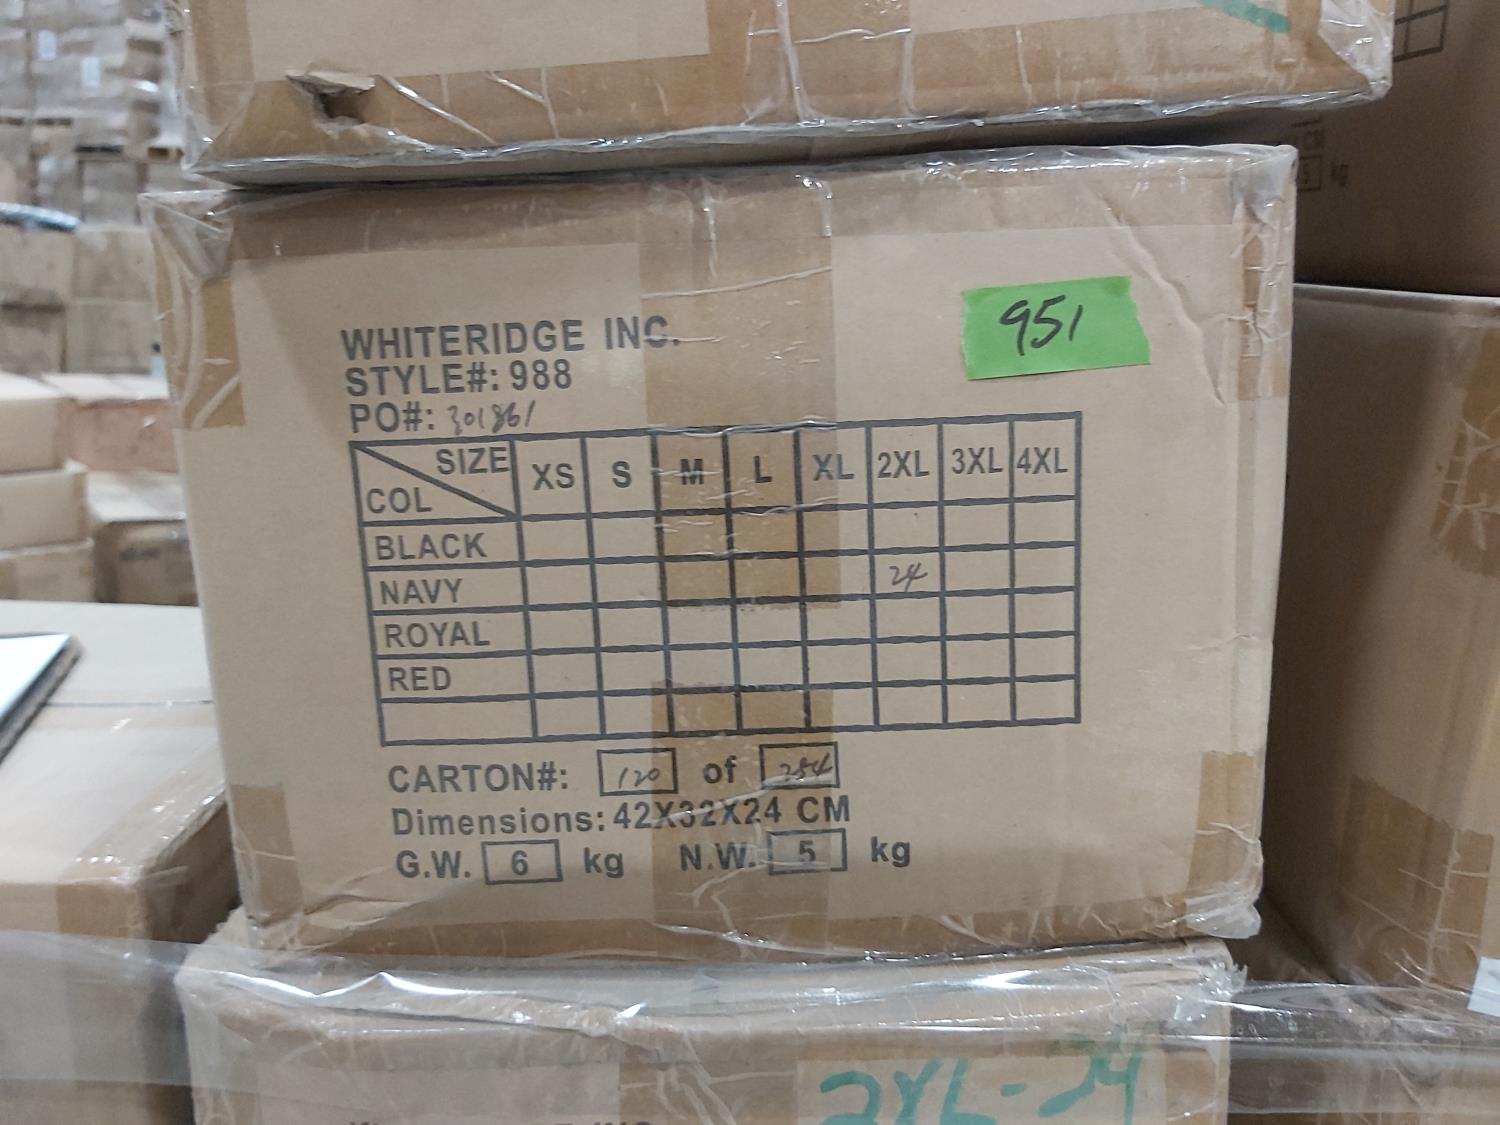 951
WHITERIDGE INC.
STYLE#: 988
PO#: 301861
SIZE XS S M L XL 2XL 3XL 4XL
COL
BLACK
NAVY 24
ROYAL
RED
CARTON#: 120 of 284
Dimensions: 42X32X24 CM
G.W. 6 kg N.W. 5 kg
kg
2XL-24